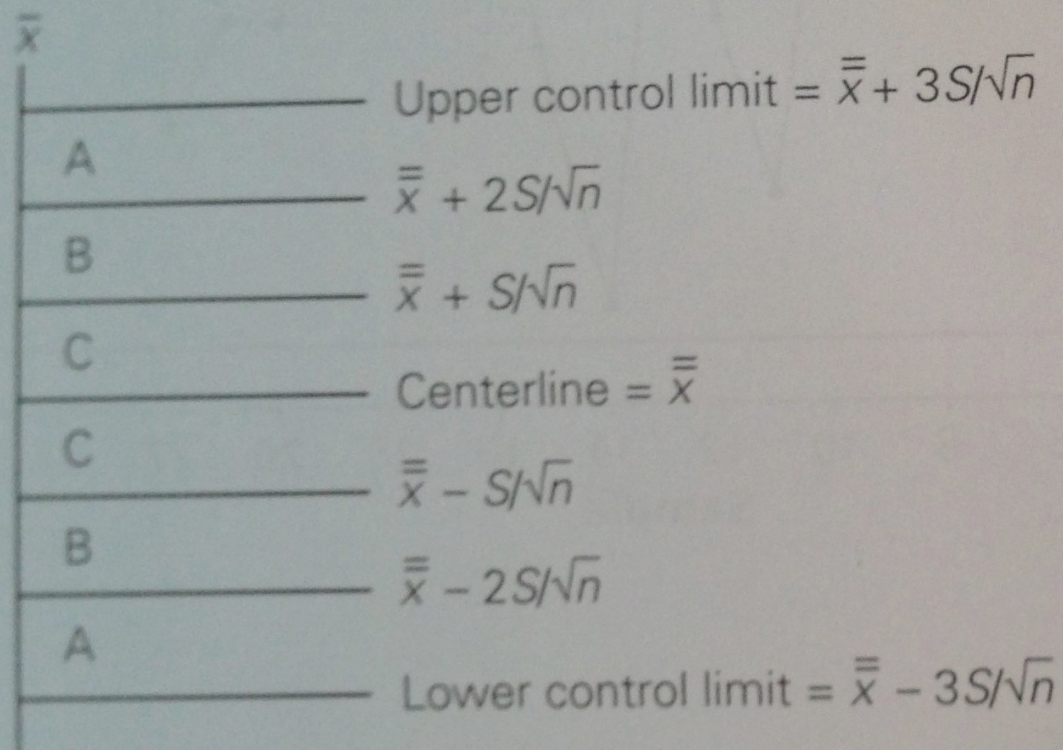 x̄
Upper control limit = x̿ + 3S/√n
A
x̿ + 2S/√n
B
x̿ + S/√n
C
Centerline = x̿
C
x̿ – S/√n
B
x̿ – 2S/√n
A
Lower control limit = x̿ – 3S/√n